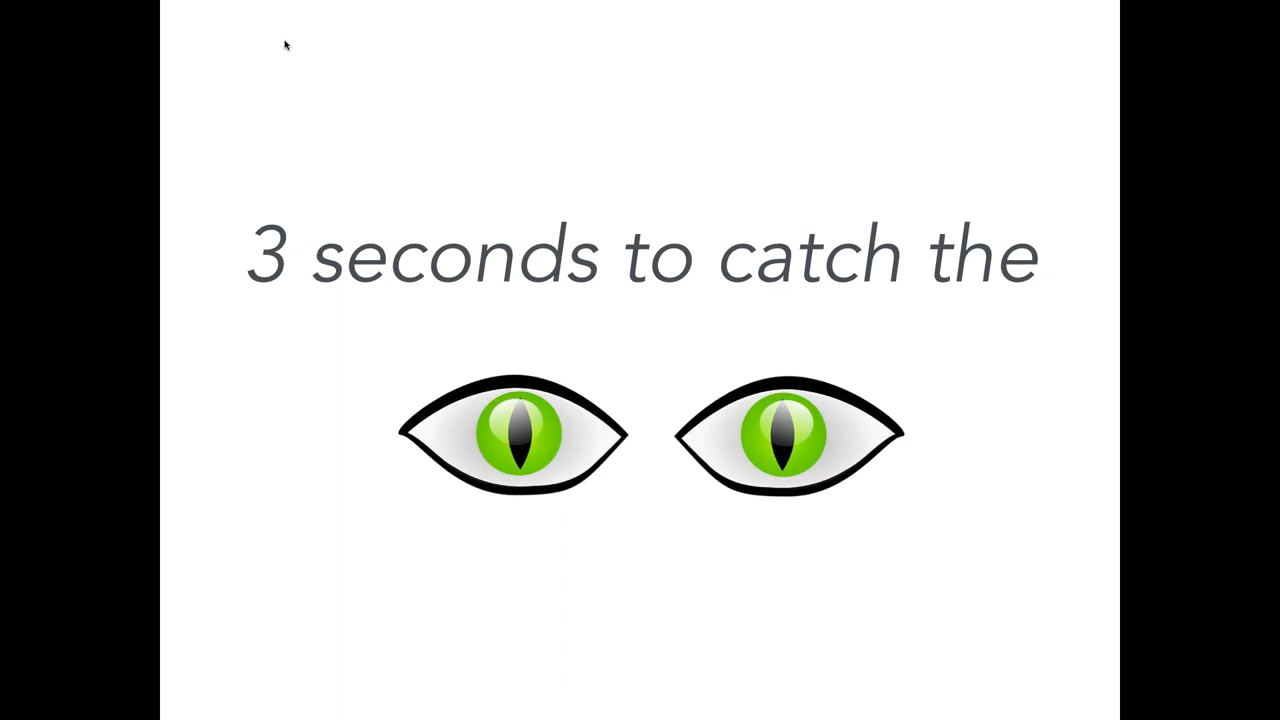 3 seconds to catch the